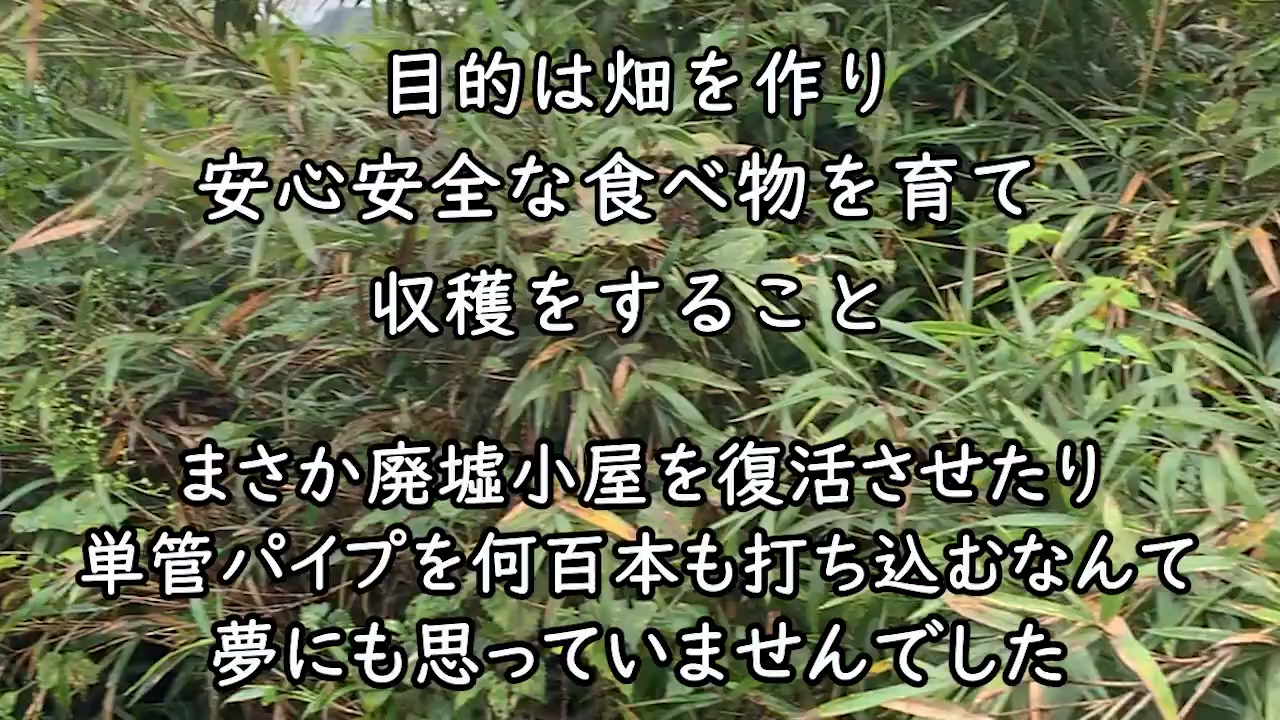 目的は畑を作り
安心安全な食べ物を育て
収穫をすること
まさか廃墟小屋を復活させたり
単管パイプを何百本も打ち込むなんて
夢にも思っていませんでした